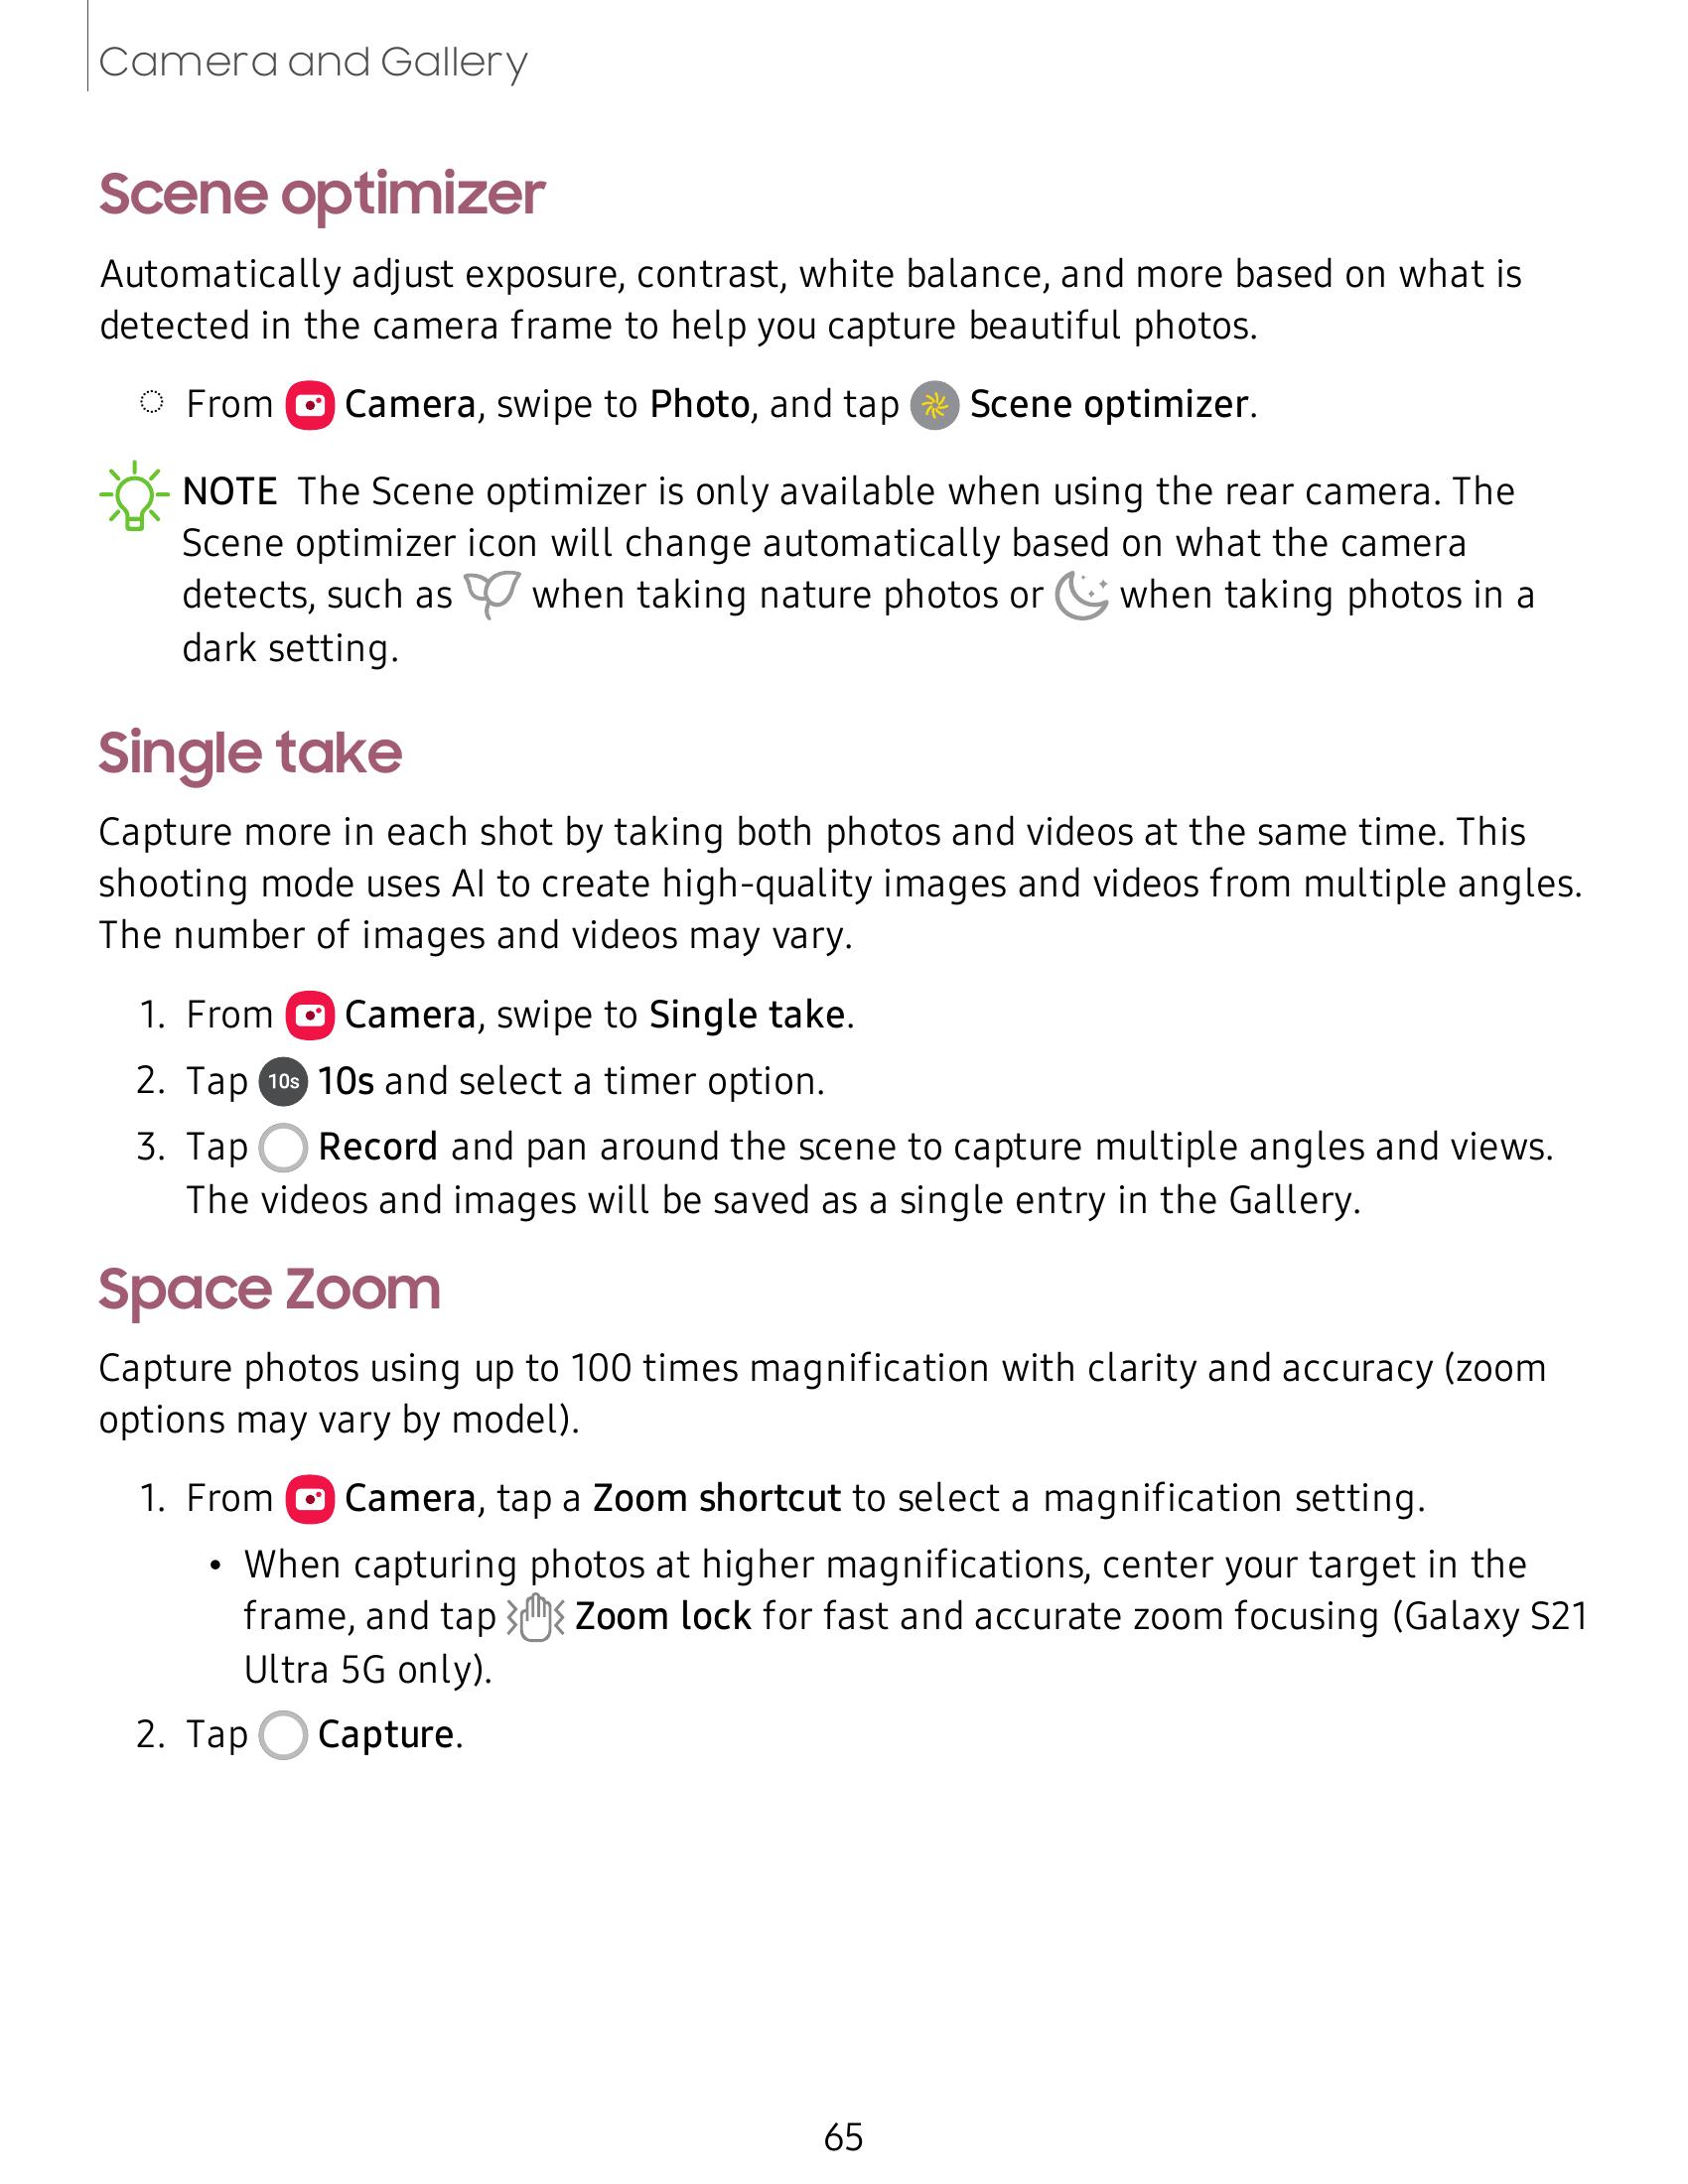 Camera and Gallery
Scene optimizer
Automatically adjust exposure, contrast, white balance, and more based on what is
detected in the camera frame to help you capture beautiful photos.
From Camera, swipe to Photo, and tap Scene optimizer.
NOTE The Scene optimizer is only available when using the rear camera. The
Scene optimizer icon will change automatically based on what the camera
detects, such as when taking nature photos or when taking photos in a
dark setting.
Single take
Capture more in each shot by taking both photos and videos at the same time. This
shooting mode uses AI to create high-quality images and videos from multiple angles.
The number of images and videos may vary.
1. From Camera, swipe to Single take.
2. Tap 10s 10s and select a timer option.
3. Tap Record and pan around the scene to capture multiple angles and views.
The videos and images will be saved as a single entry in the Gallery.
Space Zoom
Capture photos using up to 100 times magnification with clarity and accuracy (zoom
options may vary by model).
1. From Camera, tap a Zoom shortcut to select a magnification setting.
• When capturing photos at higher magnifications, center your target in the
frame, and tap Zoom lock for fast and accurate zoom focusing (Galaxy S21
Ultra 5G only).
2. Tap Capture.
65